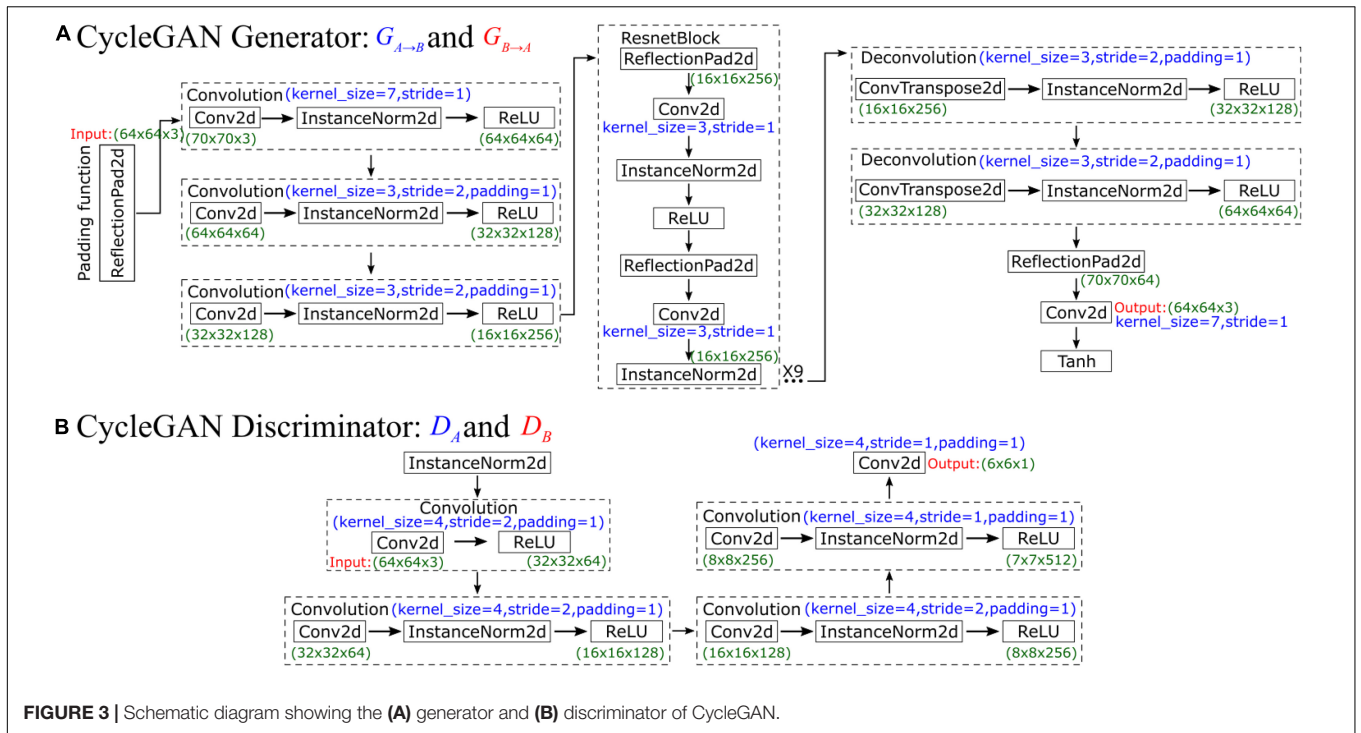 A CycleGAN Generator: G A→B and G B→A
Input:(64x64x3)
Padding function
ReflectionPad2d
Convolution(kernel_size=7,stride=1)
Conv2d InstanceNorm2d ReLU
(70x70x3) (64x64x64)
Convolution(kernel_size=3,stride=2,padding=1)
Conv2d InstanceNorm2d ReLU
(64x64x64) (32x32x128)
Convolution(kernel_size=3,stride=2,padding=1)
Conv2d InstanceNorm2d ReLU
(32x32x128) (16x16x256)
ResnetBlock
ReflectionPad2d
(16x16x256)
Conv2d
kernel_size=3,stride=1
InstanceNorm2d
ReLU
ReflectionPad2d
Conv2d
kernel_size=3,stride=1
(16x16x256)
InstanceNorm2d
X9
...
Deconvolution(kernel_size=3,stride=2,padding=1)
ConvTranspose2d InstanceNorm2d ReLU
(16x16x256) (32x32x128)
Deconvolution(kernel_size=3,stride=2,padding=1)
ConvTranspose2d InstanceNorm2d ReLU
(32x32x128) (64x64x64)
ReflectionPad2d
(70x70x64)
Conv2d Output:(64x64x3)
kernel_size=7,stride=1
Tanh
B CycleGAN Discriminator: D A and D B
InstanceNorm2d
Convolution
(kernel_size=4,stride=2,padding=1)
Conv2d ReLU
Input:(64x64x3) (32x32x64)
Convolution(kernel_size=4,stride=2,padding=1)
Conv2d InstanceNorm2d ReLU
(32x32x64) (16x16x128)
Convolution(kernel_size=4,stride=2,padding=1)
Conv2d InstanceNorm2d ReLU
(16x16x128) (8x8x256)
Convolution(kernel_size=4,stride=1,padding=1)
Conv2d InstanceNorm2d ReLU
(8x8x256) (7x7x512)
(kernel_size=4,stride=1,padding=1)
Conv2d Output:(6x6x1)
FIGURE 3 | Schematic diagram showing the (A) generator and (B) discriminator of CycleGAN.